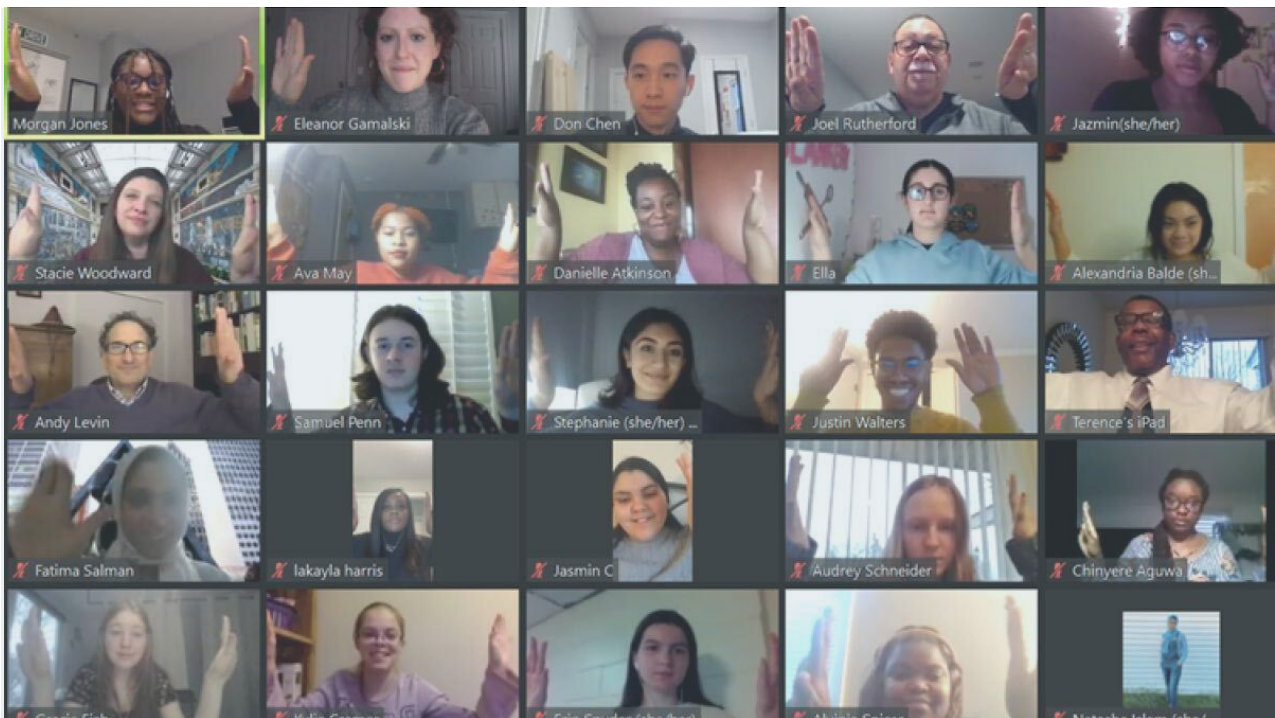 DRIVE
Morgan Jones
Eleanor Gamalski
Don Chen
Joel Rutherford
Jazmin(she/her)
Stacie Woodward
Ava May
Danielle Atkinson
Ella
Alexandria Balde (sh...
Andy Levin
Samuel Penn
Stephanie (she/her) ...
Justin Walters
Terence's iPad
Fatima Salman
lakayla harris
Jasmin C
Audrey Schneider
Chinyere Aguwa